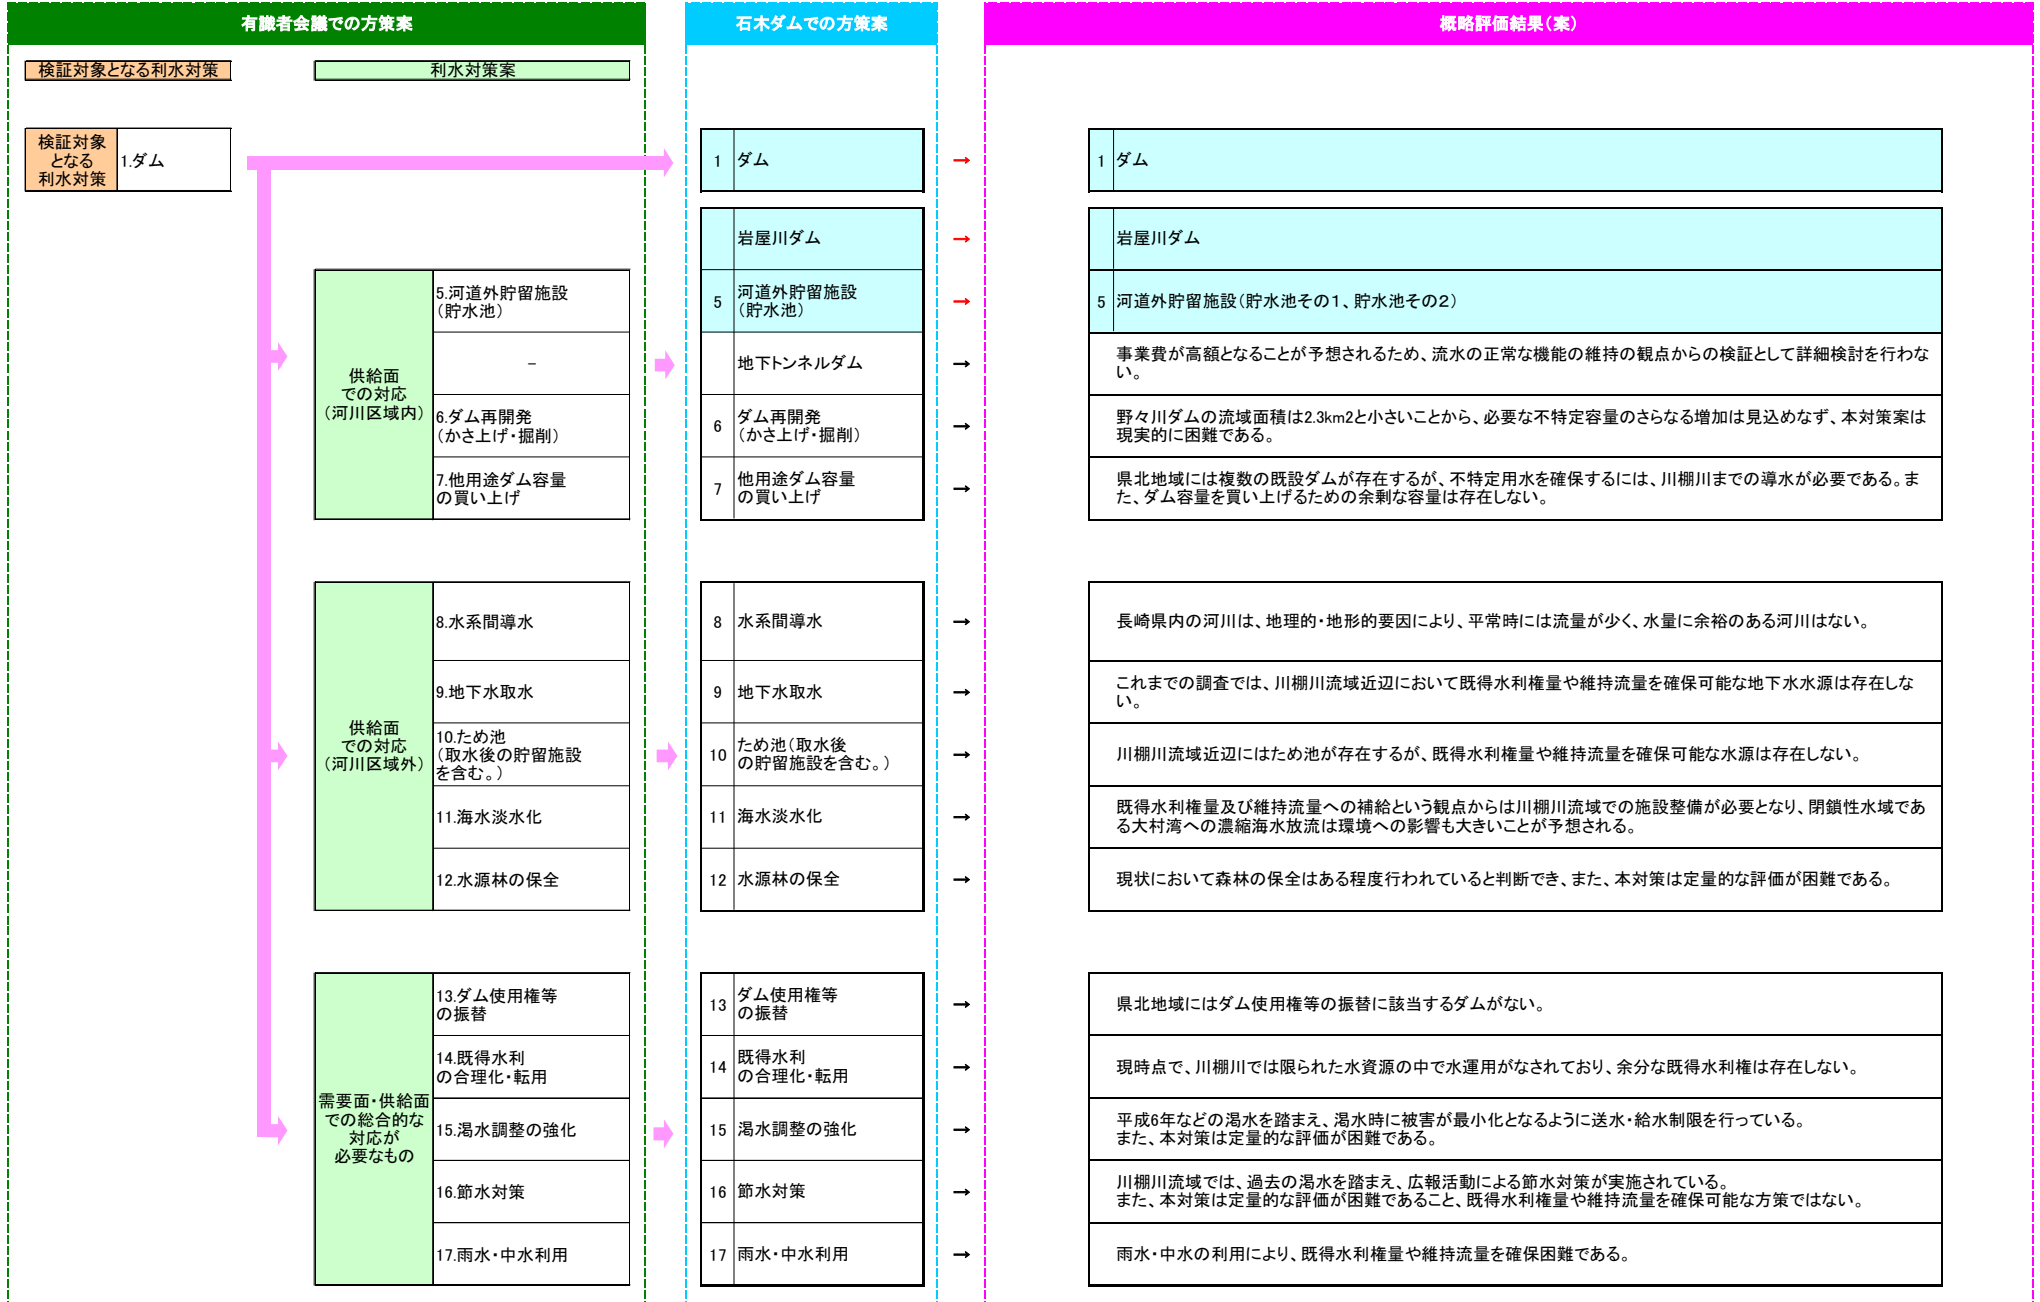 有識者会議での方策案
石木ダムでの方策案
概略評価結果(案)
検証対象となる利水対策
利水対策案
検証対象
となる
利水対策
1.ダム
1
ダム
→
1
ダム
岩屋川ダム
→
岩屋川ダム
供給面
での対応
(河川区域内)
5.河道外貯留施設
(貯水池)
5
河道外貯留施設
(貯水池)
→
5
河道外貯留施設(貯水池その1、貯水池その2)
－
地下トンネルダム
→
事業費が高額となることが予想されるため、流水の正常な機能の維持の観点からの検証として詳細検討を行わな
い。
6.ダム再開発
(かさ上げ・掘削)
6
ダム再開発
(かさ上げ・掘削)
→
野々川ダムの流域面積は2.3km2と小さいことから、必要な不特定容量のさらなる増加は見込めなず、本対策案は
現実的に困難である。
7.他用途ダム容量
の買い上げ
7
他用途ダム容量
の買い上げ
→
県北地域には複数の既設ダムが存在するが、不特定用水を確保するには、川棚川までの導水が必要である。ま
た、ダム容量を買い上げるための余剰な容量は存在しない。
供給面
での対応
(河川区域外)
8.水系間導水
8
水系間導水
→
長崎県内の河川は、地理的・地形的要因により、平常時には流量が少く、水量に余裕のある河川はない。
9.地下水取水
9
地下水取水
→
これまでの調査では、川棚川流域近辺において既得水利権量や維持流量を確保可能な地下水水源は存在しな
い。
10.ため池
(取水後の貯留施設
を含む。)
10
ため池(取水後
の貯留施設を含む。)
→
川棚川流域近辺にはため池が存在するが、既得水利権量や維持流量を確保可能な水源は存在しない。
11.海水淡水化
11
海水淡水化
→
既得水利権量及び維持流量への補給という観点からは川棚川流域での施設整備が必要となり、閉鎖性水域であ
る大村湾への濃縮海水放流は環境への影響も大きいことが予想される。
12.水源林の保全
12
水源林の保全
→
現状において森林の保全はある程度行われていると判断でき、また、本対策は定量的な評価が困難である。
需要面・供給面
での総合的な
対応が
必要なもの
13.ダム使用権等
の振替
13
ダム使用権等
の振替
→
県北地域にはダム使用権等の振替に該当するダムがない。
14.既得水利
の合理化・転用
14
既得水利
の合理化・転用
→
現時点で、川棚川では限られた水資源の中で水運用がなされており、余分な既得水利権は存在しない。
15.渇水調整の強化
15
渇水調整の強化
→
平成6年などの渇水を踏まえ、渇水時に被害が最小化となるように送水・給水制限を行っている。
また、本対策は定量的な評価が困難である。
16.節水対策
16
節水対策
→
川棚川流域では、過去の渇水を踏まえ、広報活動による節水対策が実施されている。
また、本対策は定量的な評価が困難であること、既得水利権量や維持流量を確保可能な方策ではない。
17.雨水・中水利用
17
雨水・中水利用
→
雨水・中水の利用により、既得水利権量や維持流量を確保困難である。